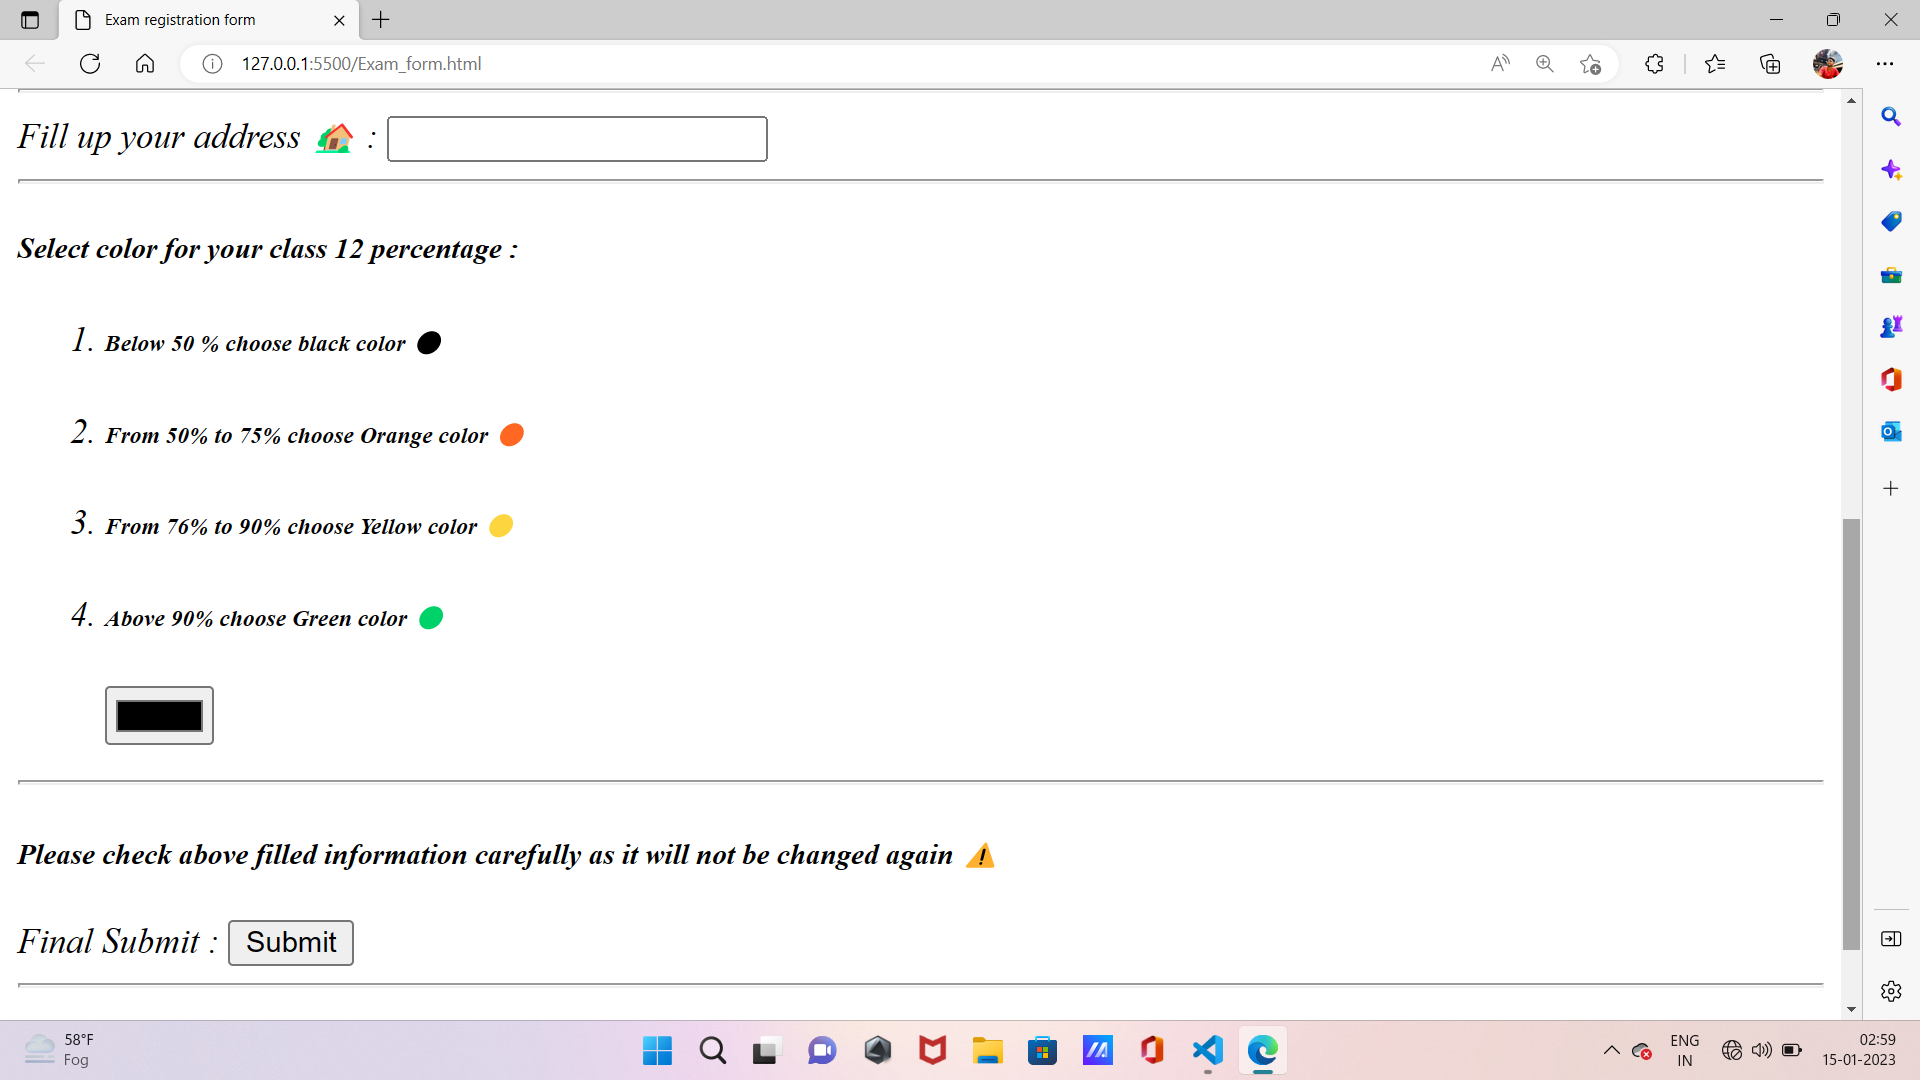 Exam registration form
127.0.0.1:5500/Exam_form.html
Fill up your address 🏠 :
Select color for your class 12 percentage :
1. Below 50 % choose black color ⚫
2. From 50% to 75% choose Orange color 🟠
3. From 76% to 90% choose Yellow color 🟡
4. Above 90% choose Green color 🟢
Please check above filled information carefully as it will not be changed again ⚠️
Final Submit : Submit
58°F
Fog
ENG
IN
02:59
15-01-2023